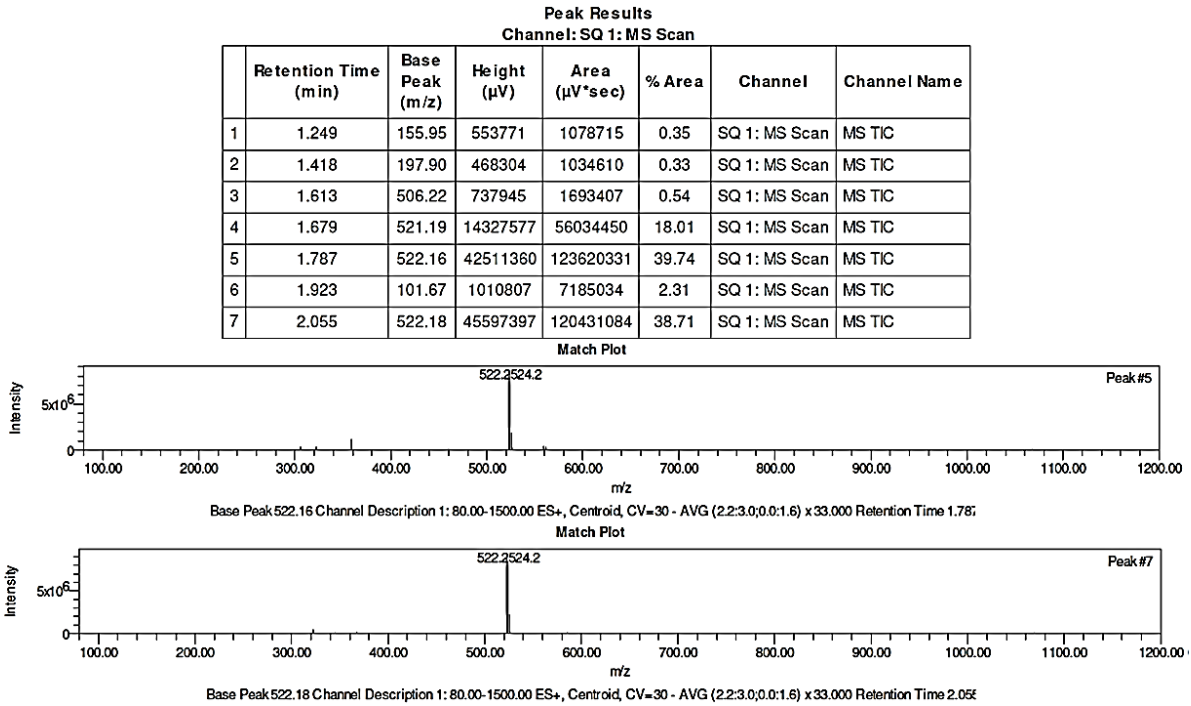 Peak Results
Channel: SQ 1: MS Scan
Retention Time (min) Base Peak (m/z) Height (µV) Area (µV*sec) % Area Channel Channel Name
1 1.249 155.95 553771 1078715 0.35 SQ 1: MS Scan MS TIC
2 1.418 197.90 468304 1034610 0.33 SQ 1: MS Scan MS TIC
3 1.613 506.22 737945 1693407 0.54 SQ 1: MS Scan MS TIC
4 1.679 521.19 14327577 56034450 18.01 SQ 1: MS Scan MS TIC
5 1.787 522.16 42511360 123620331 39.74 SQ 1: MS Scan MS TIC
6 1.923 101.67 1010807 7185034 2.31 SQ 1: MS Scan MS TIC
7 2.055 522.18 45597397 120431084 38.71 SQ 1: MS Scan MS TIC
Match Plot
522.2524.2 Peak #5
Intensity
5x10⁶
0
100.00 200.00 300.00 400.00 500.00 600.00 700.00 800.00 900.00 1000.00 1100.00 1200.00
m/z
Base Peak 522.16 Channel Description 1: 80.00-1500.00 ES+, Centroid, CV=30 - AVG (2.2:3.0;0.0:1.6) x 33.000 Retention Time 1.787
Match Plot
522.2524.2 Peak #7
Intensity
5x10⁶
0
100.00 200.00 300.00 400.00 500.00 600.00 700.00 800.00 900.00 1000.00 1100.00 1200.00
m/z
Base Peak 522.18 Channel Description 1: 80.00-1500.00 ES+, Centroid, CV=30 - AVG (2.2:3.0;0.0:1.6) x 33.000 Retention Time 2.055